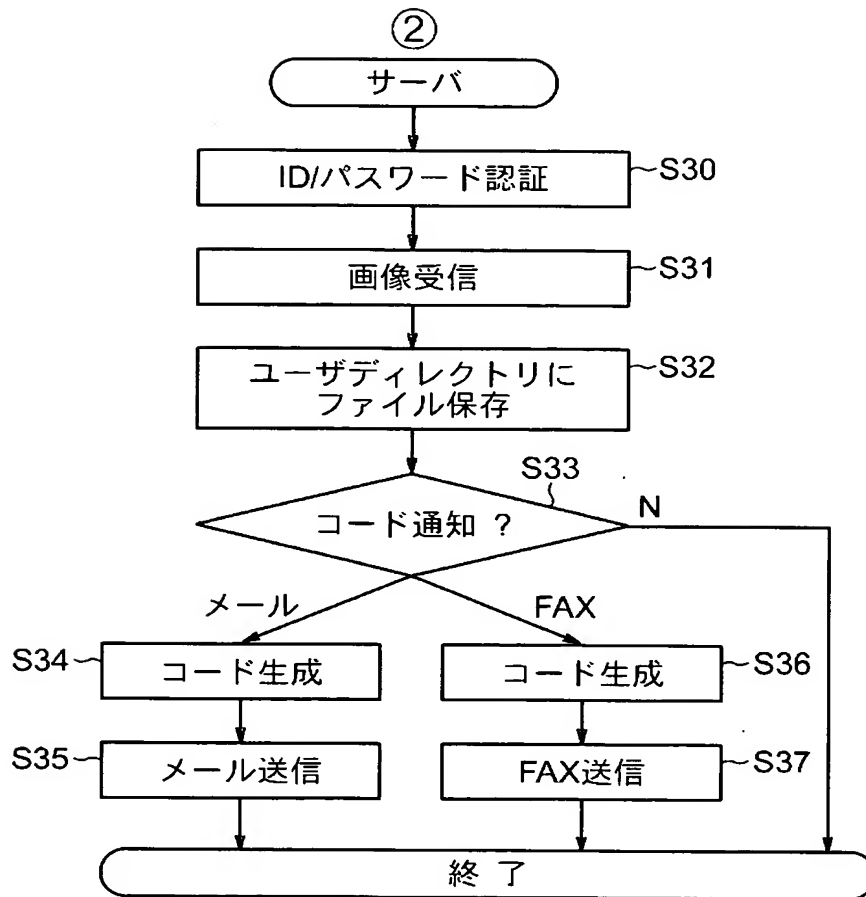 ②
サーバ
ID/パスワード認証
S30
画像受信
S31
ユーザディレクトリに
ファイル保存
S32
S33
コード通知 ?
N
メール
FAX
S34
コード生成
コード生成
S36
S35
メール送信
FAX送信
S37
終 了